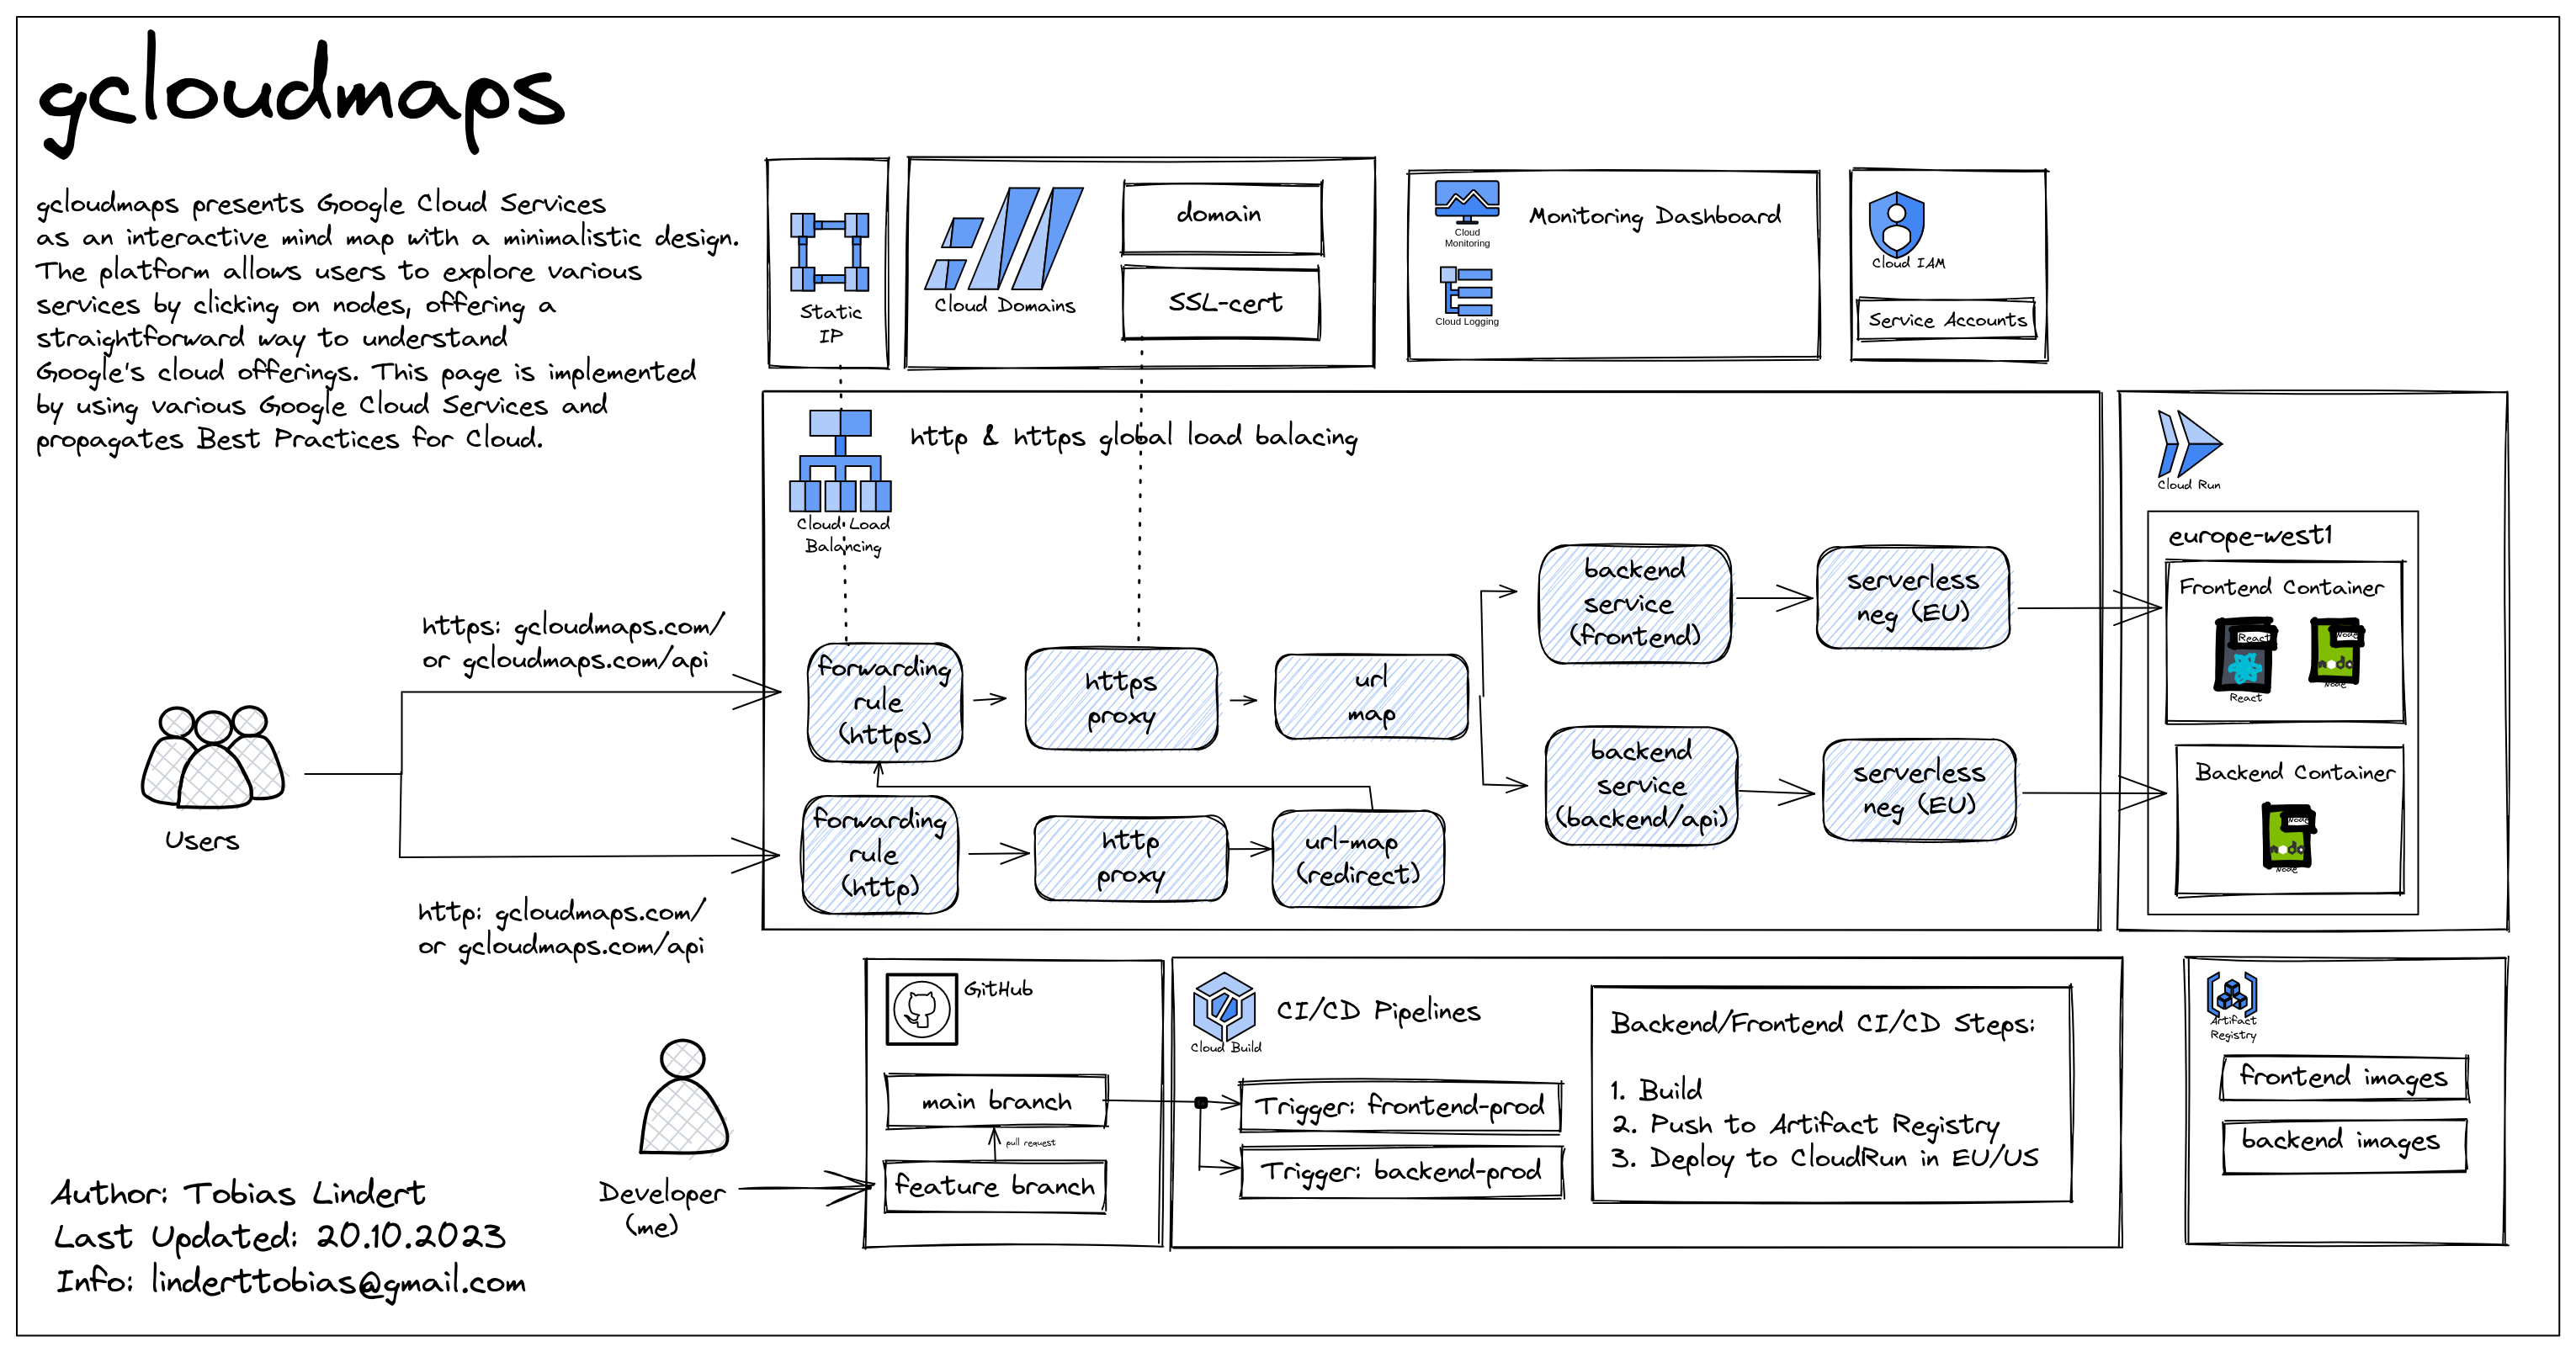 gcloudmaps
gcloudmaps presents Google Cloud Services
as an interactive mind map with a minimalistic design.
The platform allows users to explore various
services by clicking on nodes, offering a
straightforward way to understand
Google's cloud offerings. This page is implemented
by using various Google Cloud Services and
propagates Best Practices for Cloud.
Static
IP
Cloud Domains
domain
SSL-cert
Cloud
Monitoring
Cloud Logging
Monitoring Dashboard
Cloud IAM
Service Accounts
Cloud Load
Balancing
http & https global load balacing
https: gcloudmaps.com/
or gcloudmaps.com/api
Users
http: gcloudmaps.com/
or gcloudmaps.com/api
forwarding
rule
(https)
https
proxy
url
map
backend
service
(frontend)
serverless
neg (EU)
forwarding
rule
(http)
http
proxy
url-map
(redirect)
backend
service
(backend/api)
serverless
neg (EU)
Cloud Run
europe-west1
Frontend Container
React
React
Node
node
Node
Backend Container
Node
node
Node
GitHub
main branch
pull request
feature branch
Developer
(me)
Cloud Build
CI/CD Pipelines
Trigger: frontend-prod
Trigger: backend-prod
Backend/Frontend CI/CD Steps:
1. Build
2. Push to Artifact Registry
3. Deploy to CloudRun in EU/US
Artifact
Registry
frontend images
backend images
Author: Tobias Lindert
Last Updated: 20.10.2023
Info: linderttobias@gmail.com